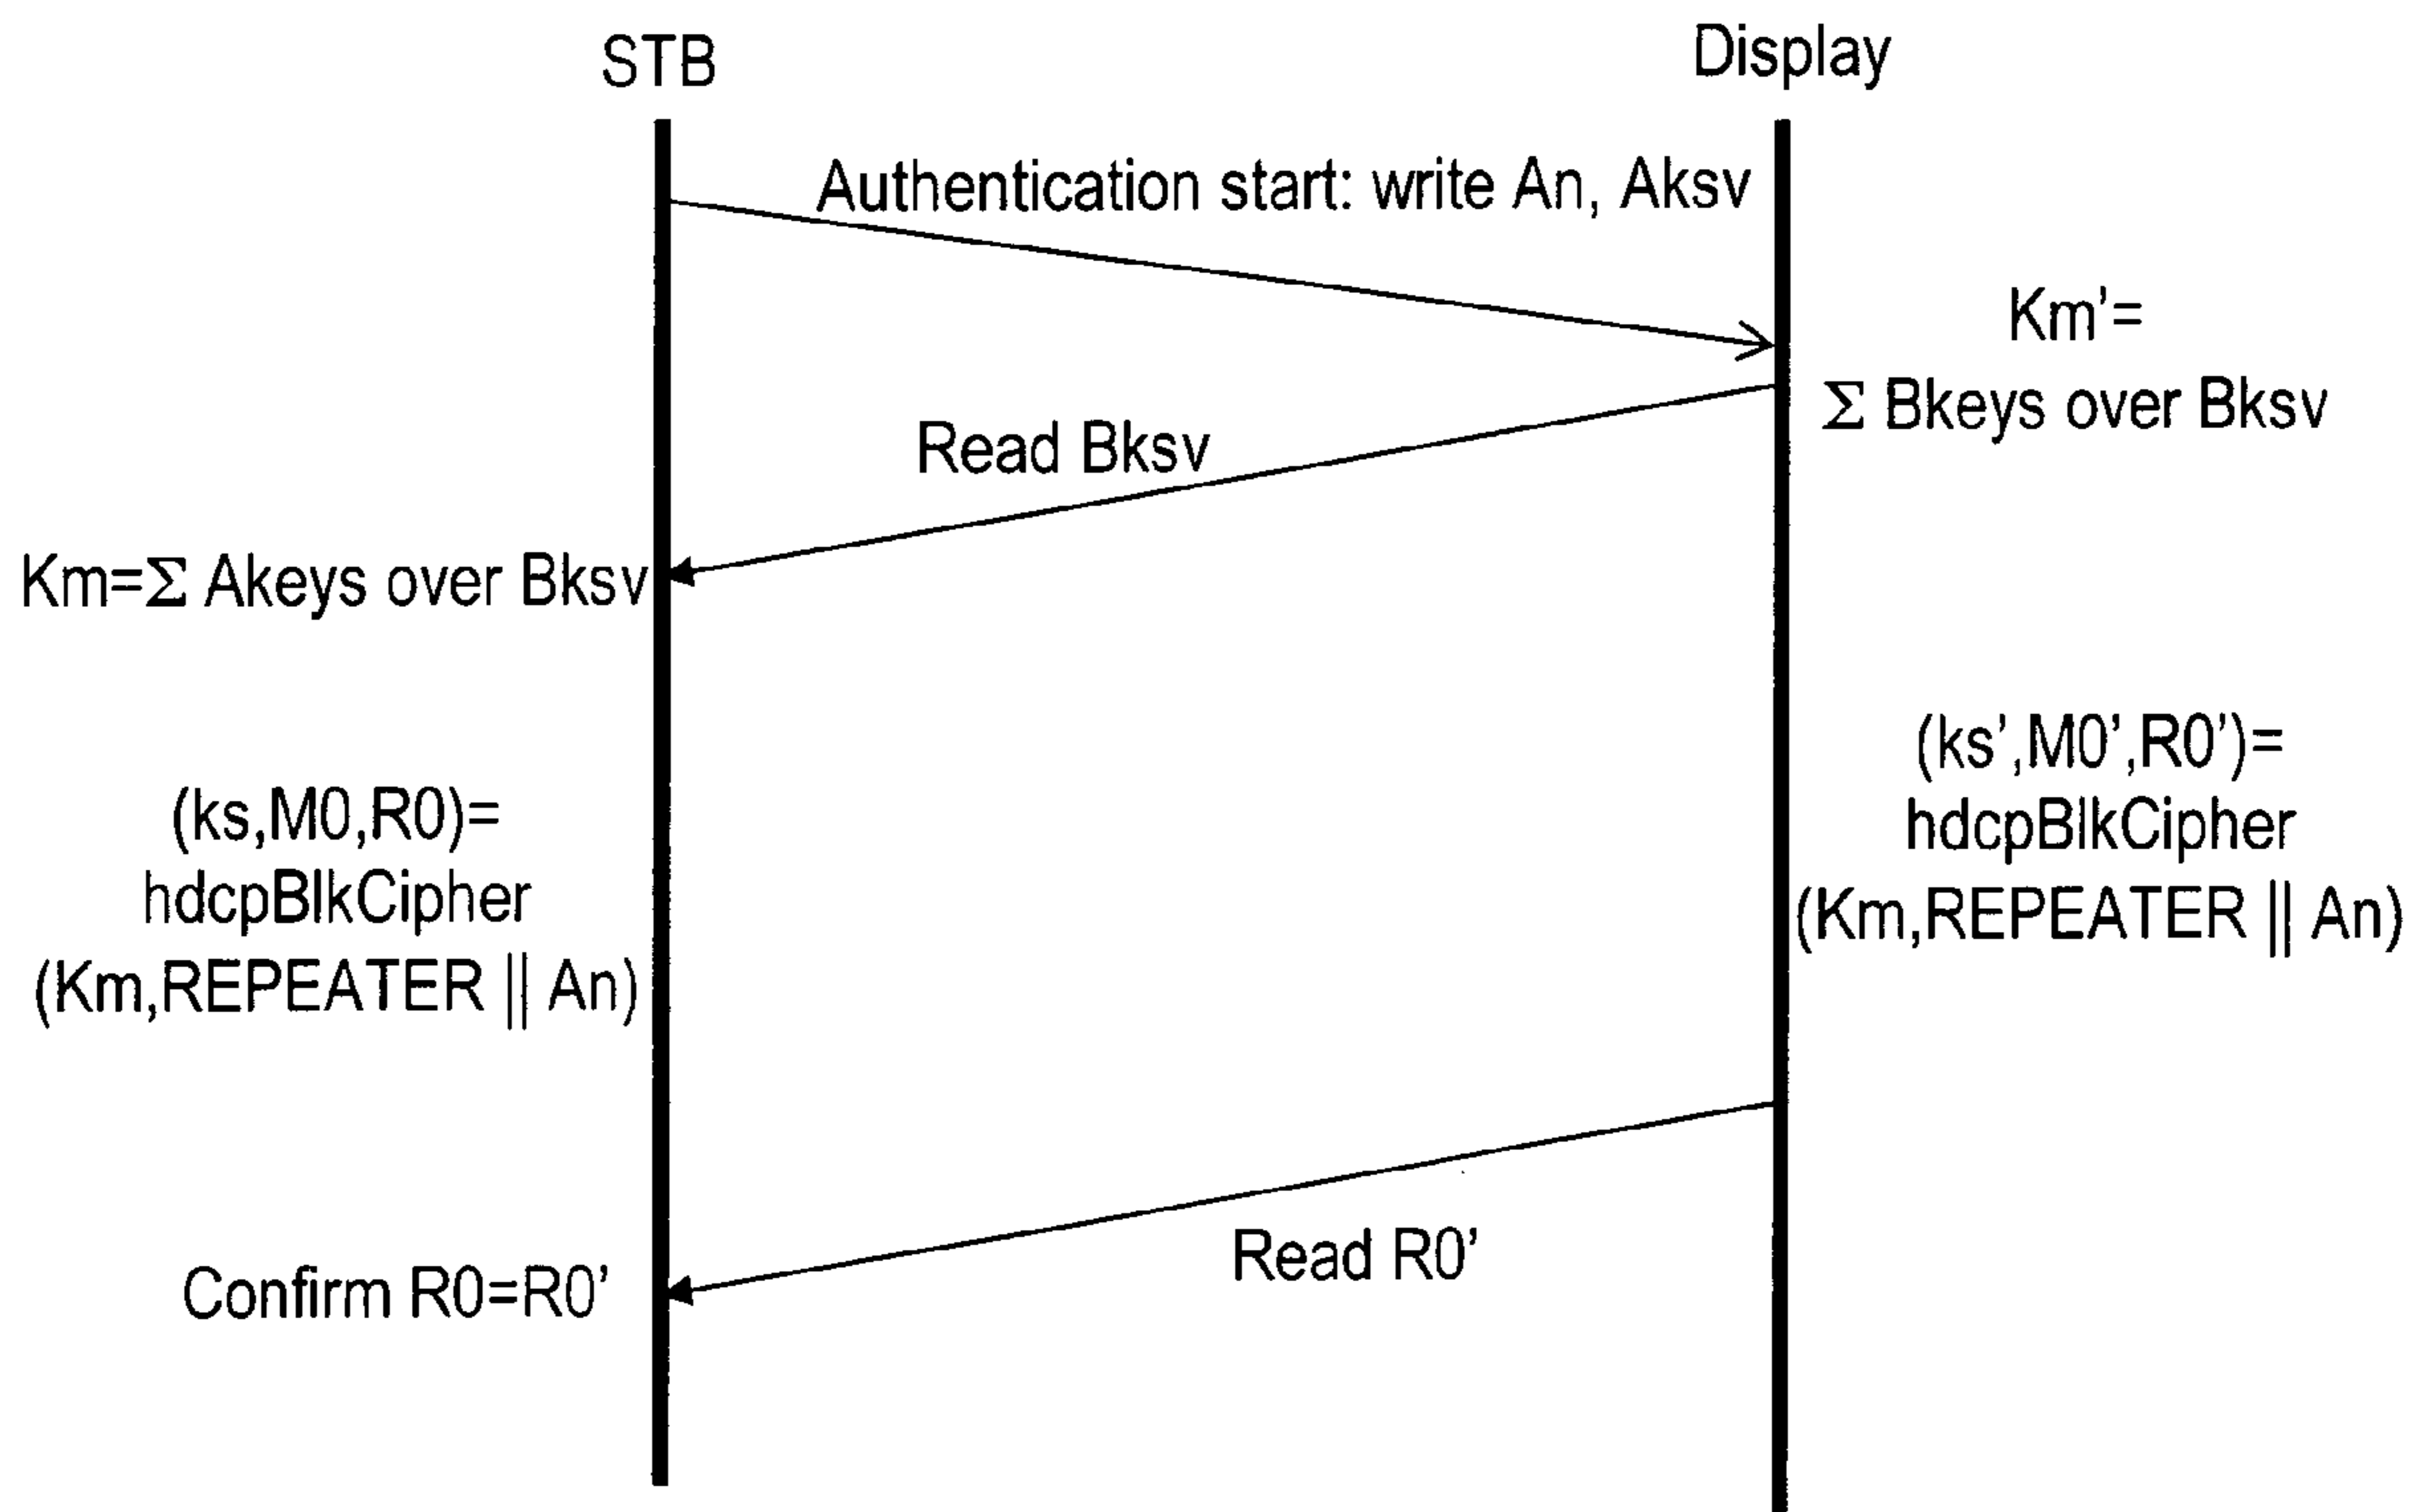 STB
Display
Authentication start: write An, Aksv
Km’=
Σ Bkeys over Bksv
Read Bksv
Km=Σ Akeys over Bksv
(ks’,M0’,R0’)=
hdcpBlkCipher
(Km,REPEATER || An)
(ks,M0,R0)=
hdcpBlkCipher
(Km,REPEATER || An)
Read R0’
Confirm R0=R0’